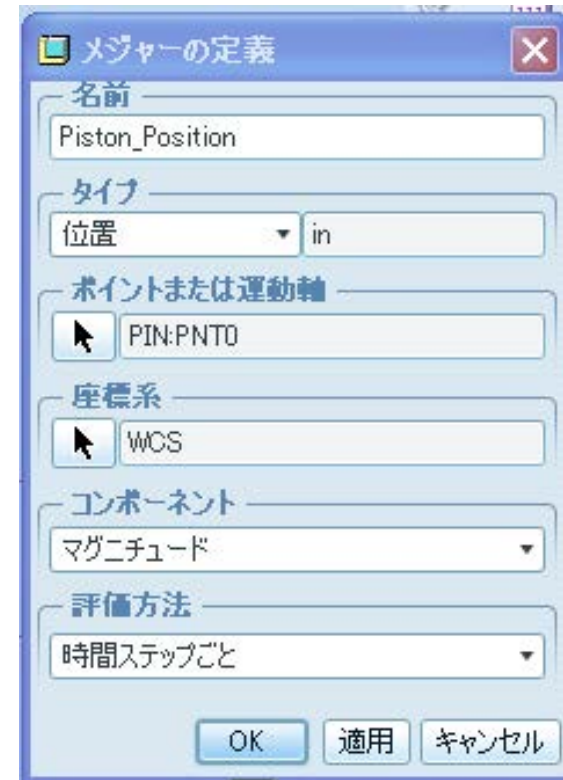 メジャーの定義
名前
Piston_Position
タイプ
位置 in
ポイントまたは運動軸
PIN:PNT0
座標系
WCS
コンポーネント
マグニチュード
評価方法
時間ステップごと
OK 適用 キャンセル